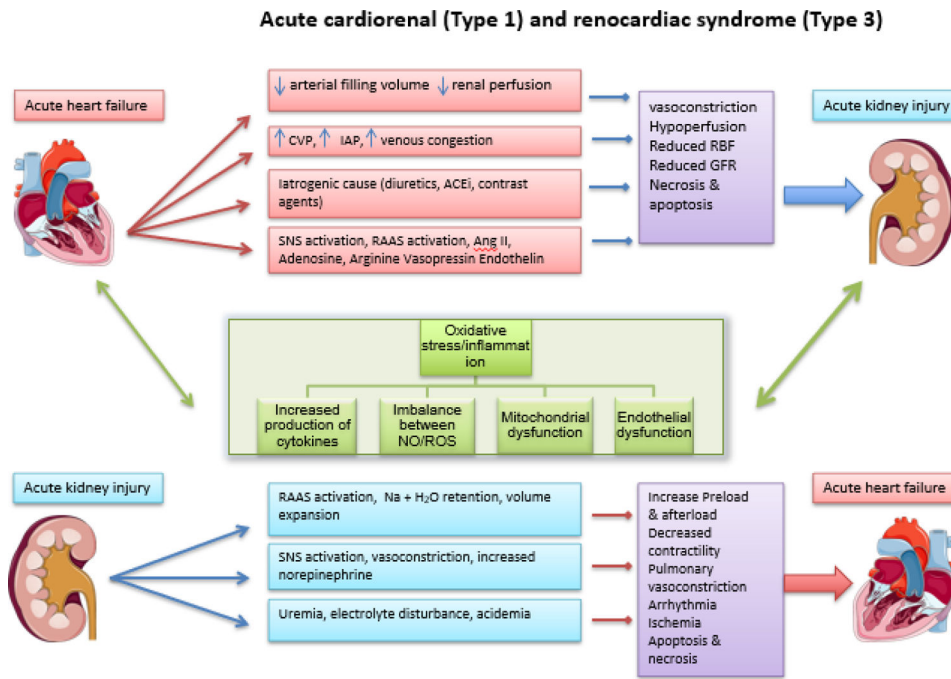 Acute cardiorenal (Type 1) and renocardiac syndrome (Type 3)
Acute heart failure
↓ arterial filling volume ↓ renal perfusion
↑ CVP, ↑ IAP, ↑ venous congestion
Iatrogenic cause (diuretics, ACEi, contrast
agents)
SNS activation, RAAS activation, Ang II,
Adenosine, Arginine Vasopressin Endothelin
vasoconstriction
Hypoperfusion
Reduced RBF
Reduced GFR
Necrosis &
apoptosis
Acute kidney injury
Oxidative
stress/inflammat
ion
Increased
production of
cytokines
Imbalance
between
NO/ROS
Mitochondrial
dysfunction
Endothelial
dysfunction
Acute kidney injury
RAAS activation, Na + H₂O retention, volume
expansion
SNS activation, vasoconstriction, increased
norepinephrine
Uremia, electrolyte disturbance, acidemia
Increase Preload
& afterload
Decreased
contractility
Pulmonary
vasoconstriction
Arrhythmia
Ischemia
Apoptosis &
necrosis
Acute heart failure